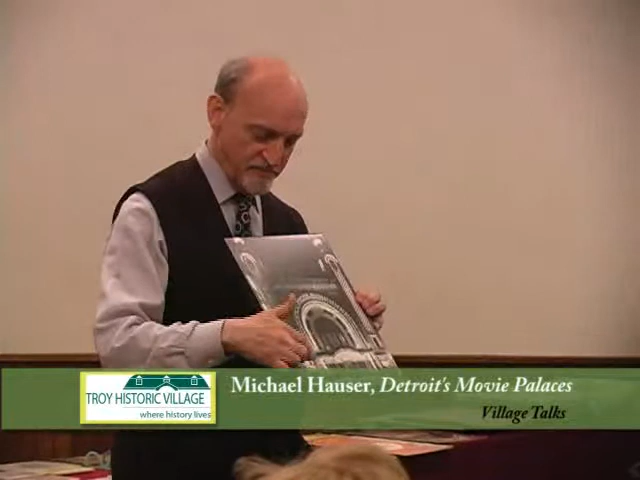 Michael Hauser, Detroit's Movie Palaces
TROY HISTORIC VILLAGE
where history lives
Village Talks